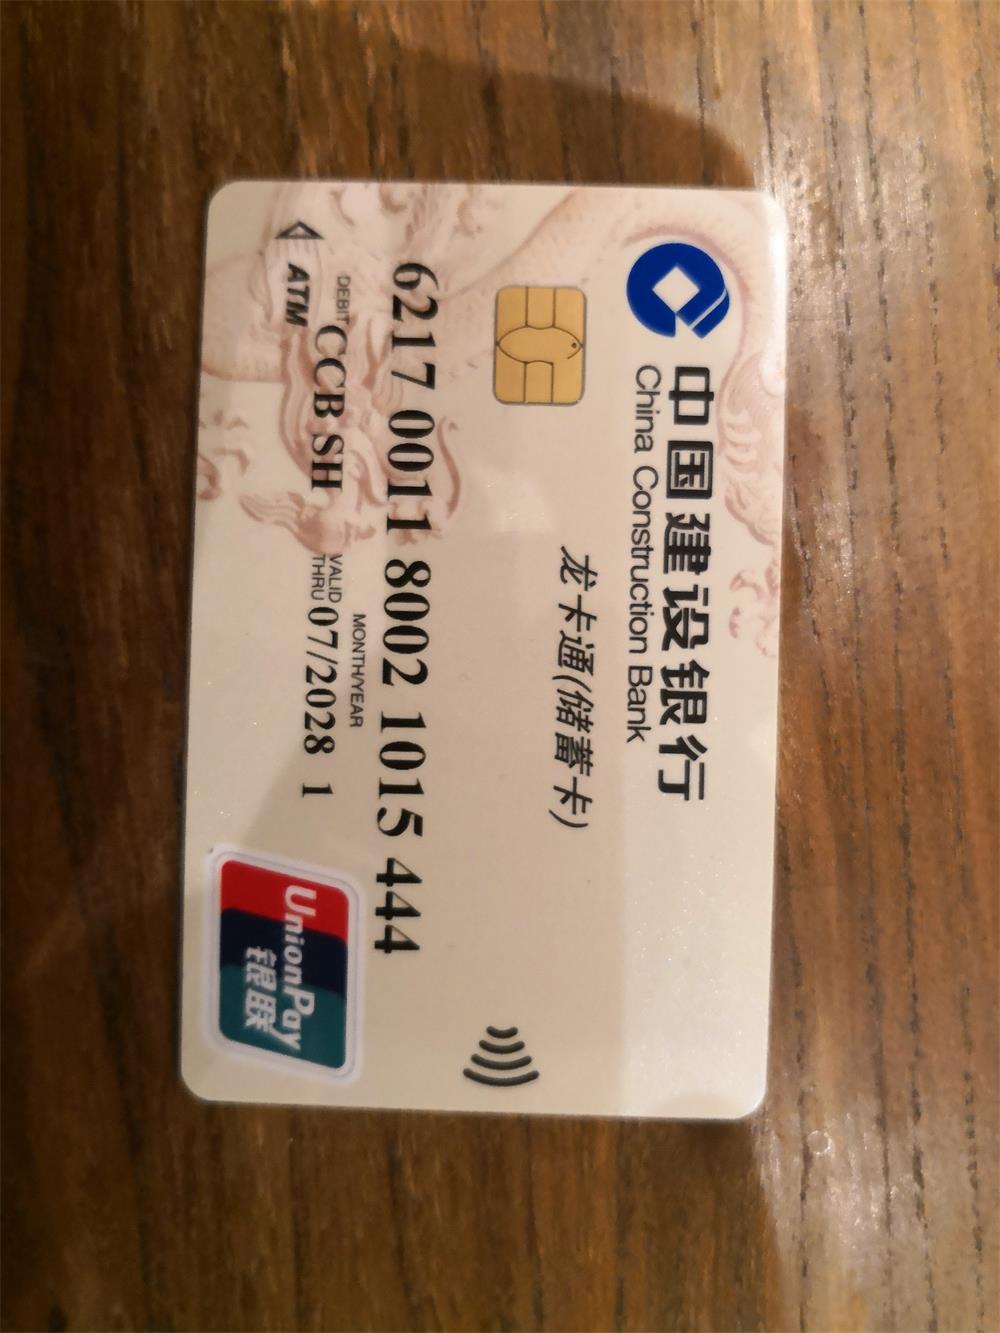 中国建设银行
China Construction Bank
龙卡通(储蓄卡)
6217 0011 8002 1015 444
MONTH/YEAR
DEBIT
VALID
THRU
CCB SH 07/2028 1
ATM
UnionPay
银联